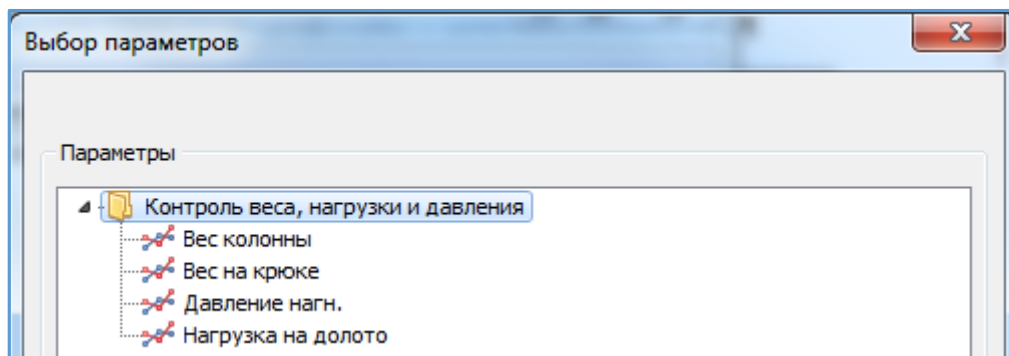 Выбор параметров
Параметры
Контроль веса, нагрузки и давления
Вес колонны
Вес на крюке
Давление нагн.
Нагрузка на долото